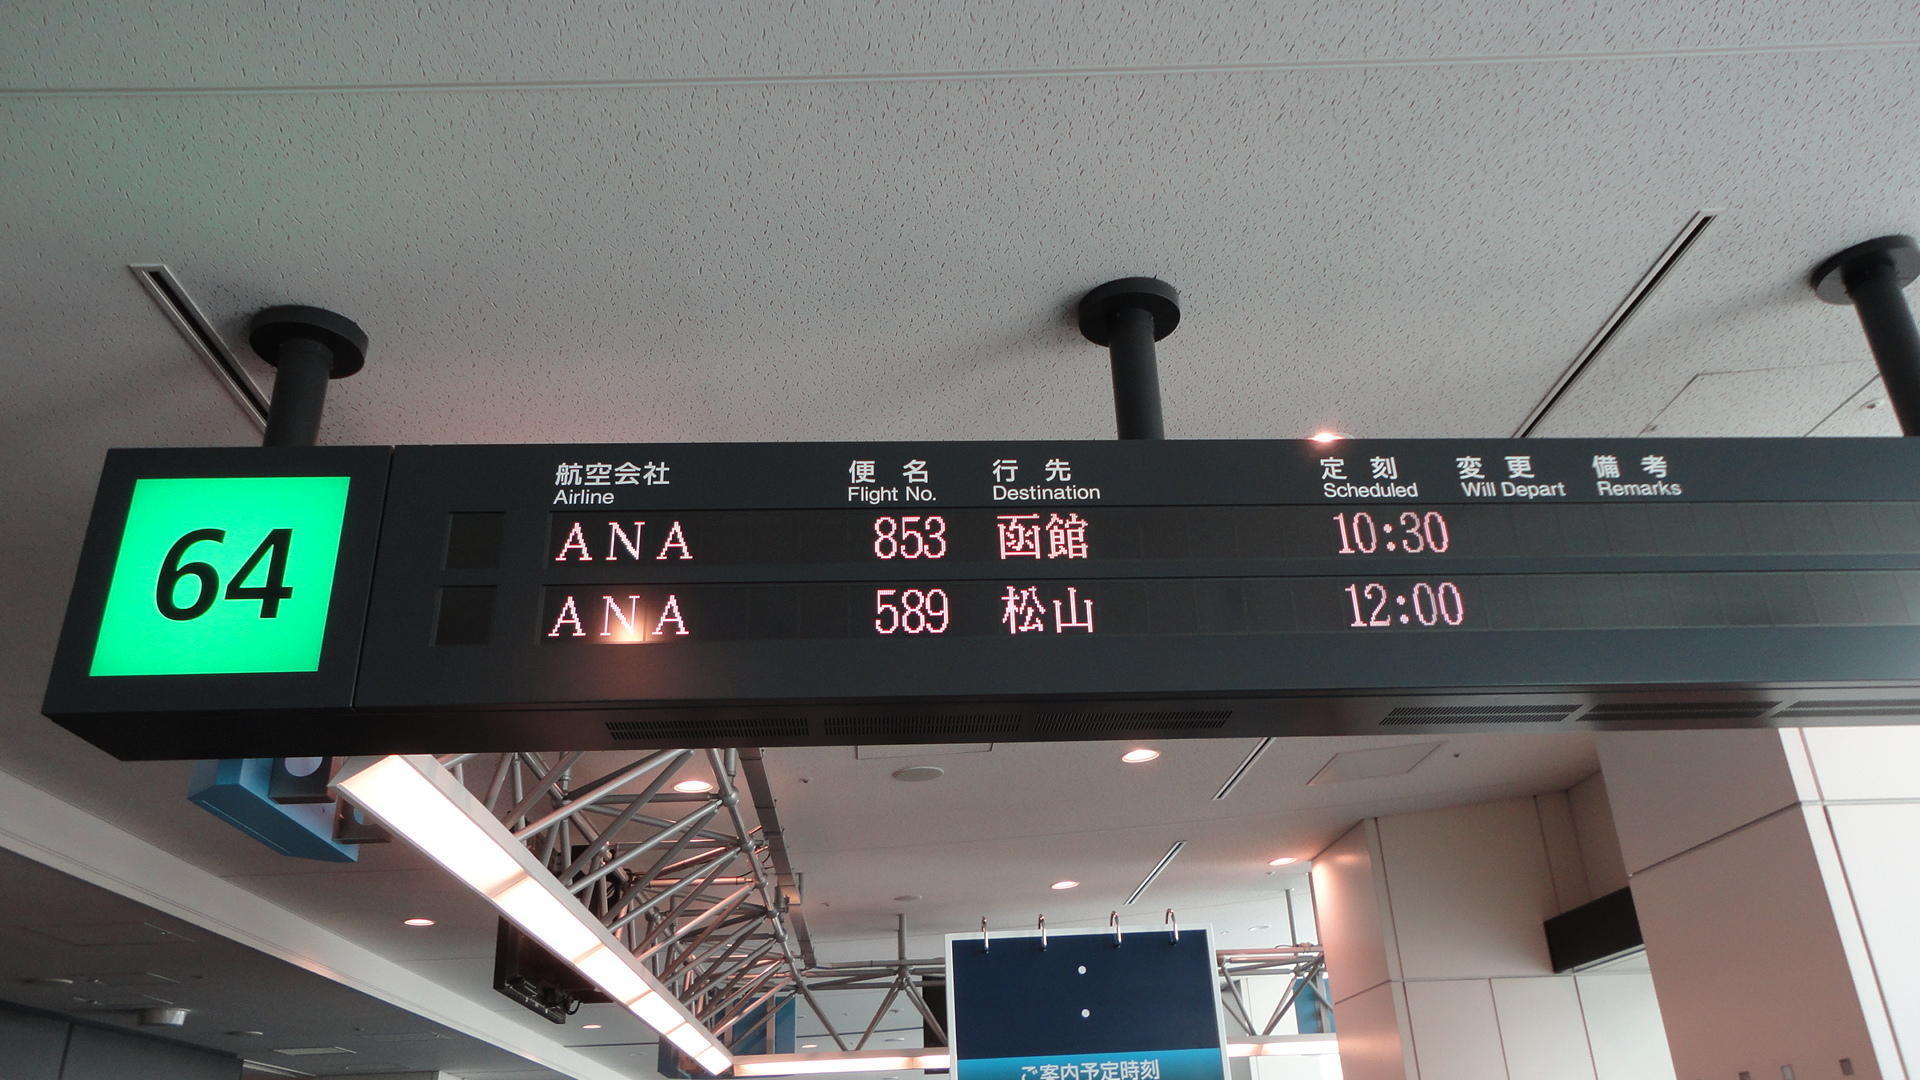 64
航空会社 便名 行先 定刻 変更 備考
Airline Flight No. Destination Scheduled Will Depart Remarks
ANA 853 函館 10:30
ANA 589 松山 12:00
ご案内予定時刻